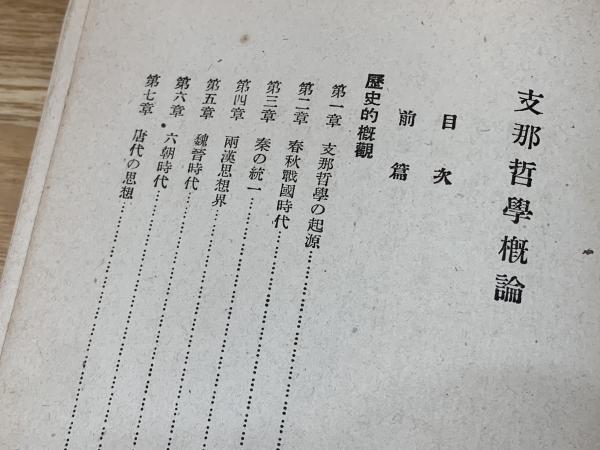 支那哲學概論
目次
前篇
歷史的概觀
第一章 支那哲學の起源
第二章 春秋戰國時代
第三章 秦の統一
第四章 兩漢思想界
第五章 魏晉時代
第六章 六朝時代
第七章 唐代の思想